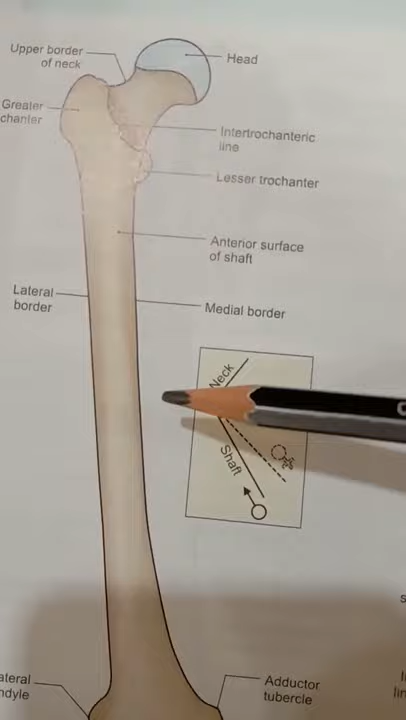 Upper border
of neck
Head
Greater
chanter
Intertrochanteric
line
Lesser trochanter
Anterior surface
of shaft
Lateral
border
Medial border
Neck
Shaft
ateral
ndyle
Adductor
tubercle